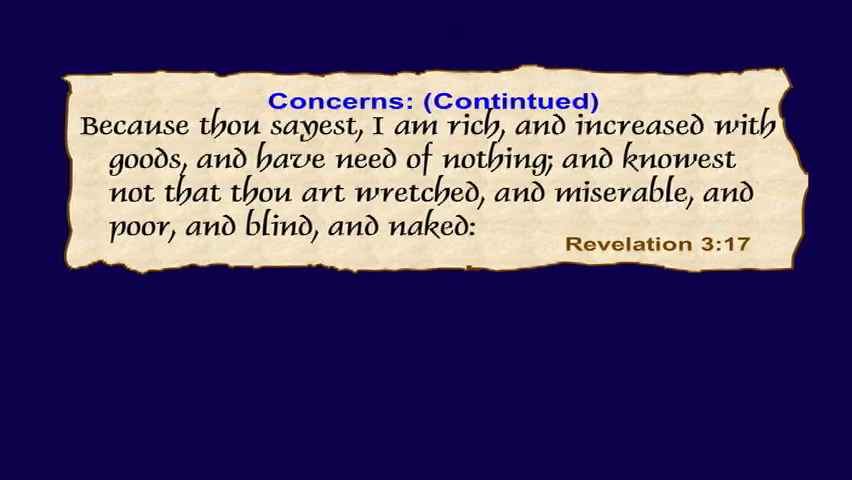 Concerns: (Contintued)
Because thou sayest, I am rich, and increased with
goods, and have need of nothing; and knowest
not that thou art wretched, and miserable, and
poor, and blind, and naked:
Revelation 3:17